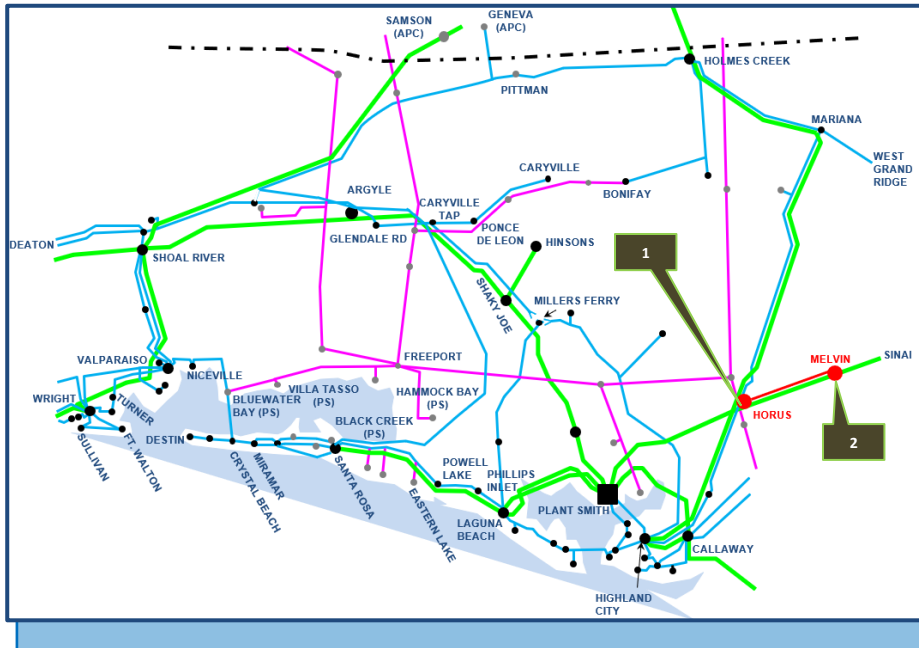 GENEVA
(APC)
SAMSON
(APC)
HOLMES CREEK
PITTMAN
MARIANA
WEST
GRAND
RIDGE
CARYVILLE
BONIFAY
ARGYLE
CARYVILLE
TAP
PONCE
DE LEON
HINSONS
DEATON
GLENDALE RD
SHOAL RIVER
1
SHAKY JOE
MILLERS FERRY
VALPARAISO
NICEVILLE
FREEPORT
MELVIN
SINAI
WRIGHT
TURNER
BLUEWATER
BAY (PS)
VILLA TASSO
(PS)
HAMMOCK BAY
(PS)
HORUS
SULLIVAN
FT. WALTON
DESTIN
BLACK CREEK
(PS)
2
CRYSTAL BEACH
MIRAMAR
SANTA ROSA
EASTERN LAKE
POWELL
LAKE
PHILLIPS
INLET
PLANT SMITH
LAGUNA
BEACH
CALLAWAY
HIGHLAND
CITY